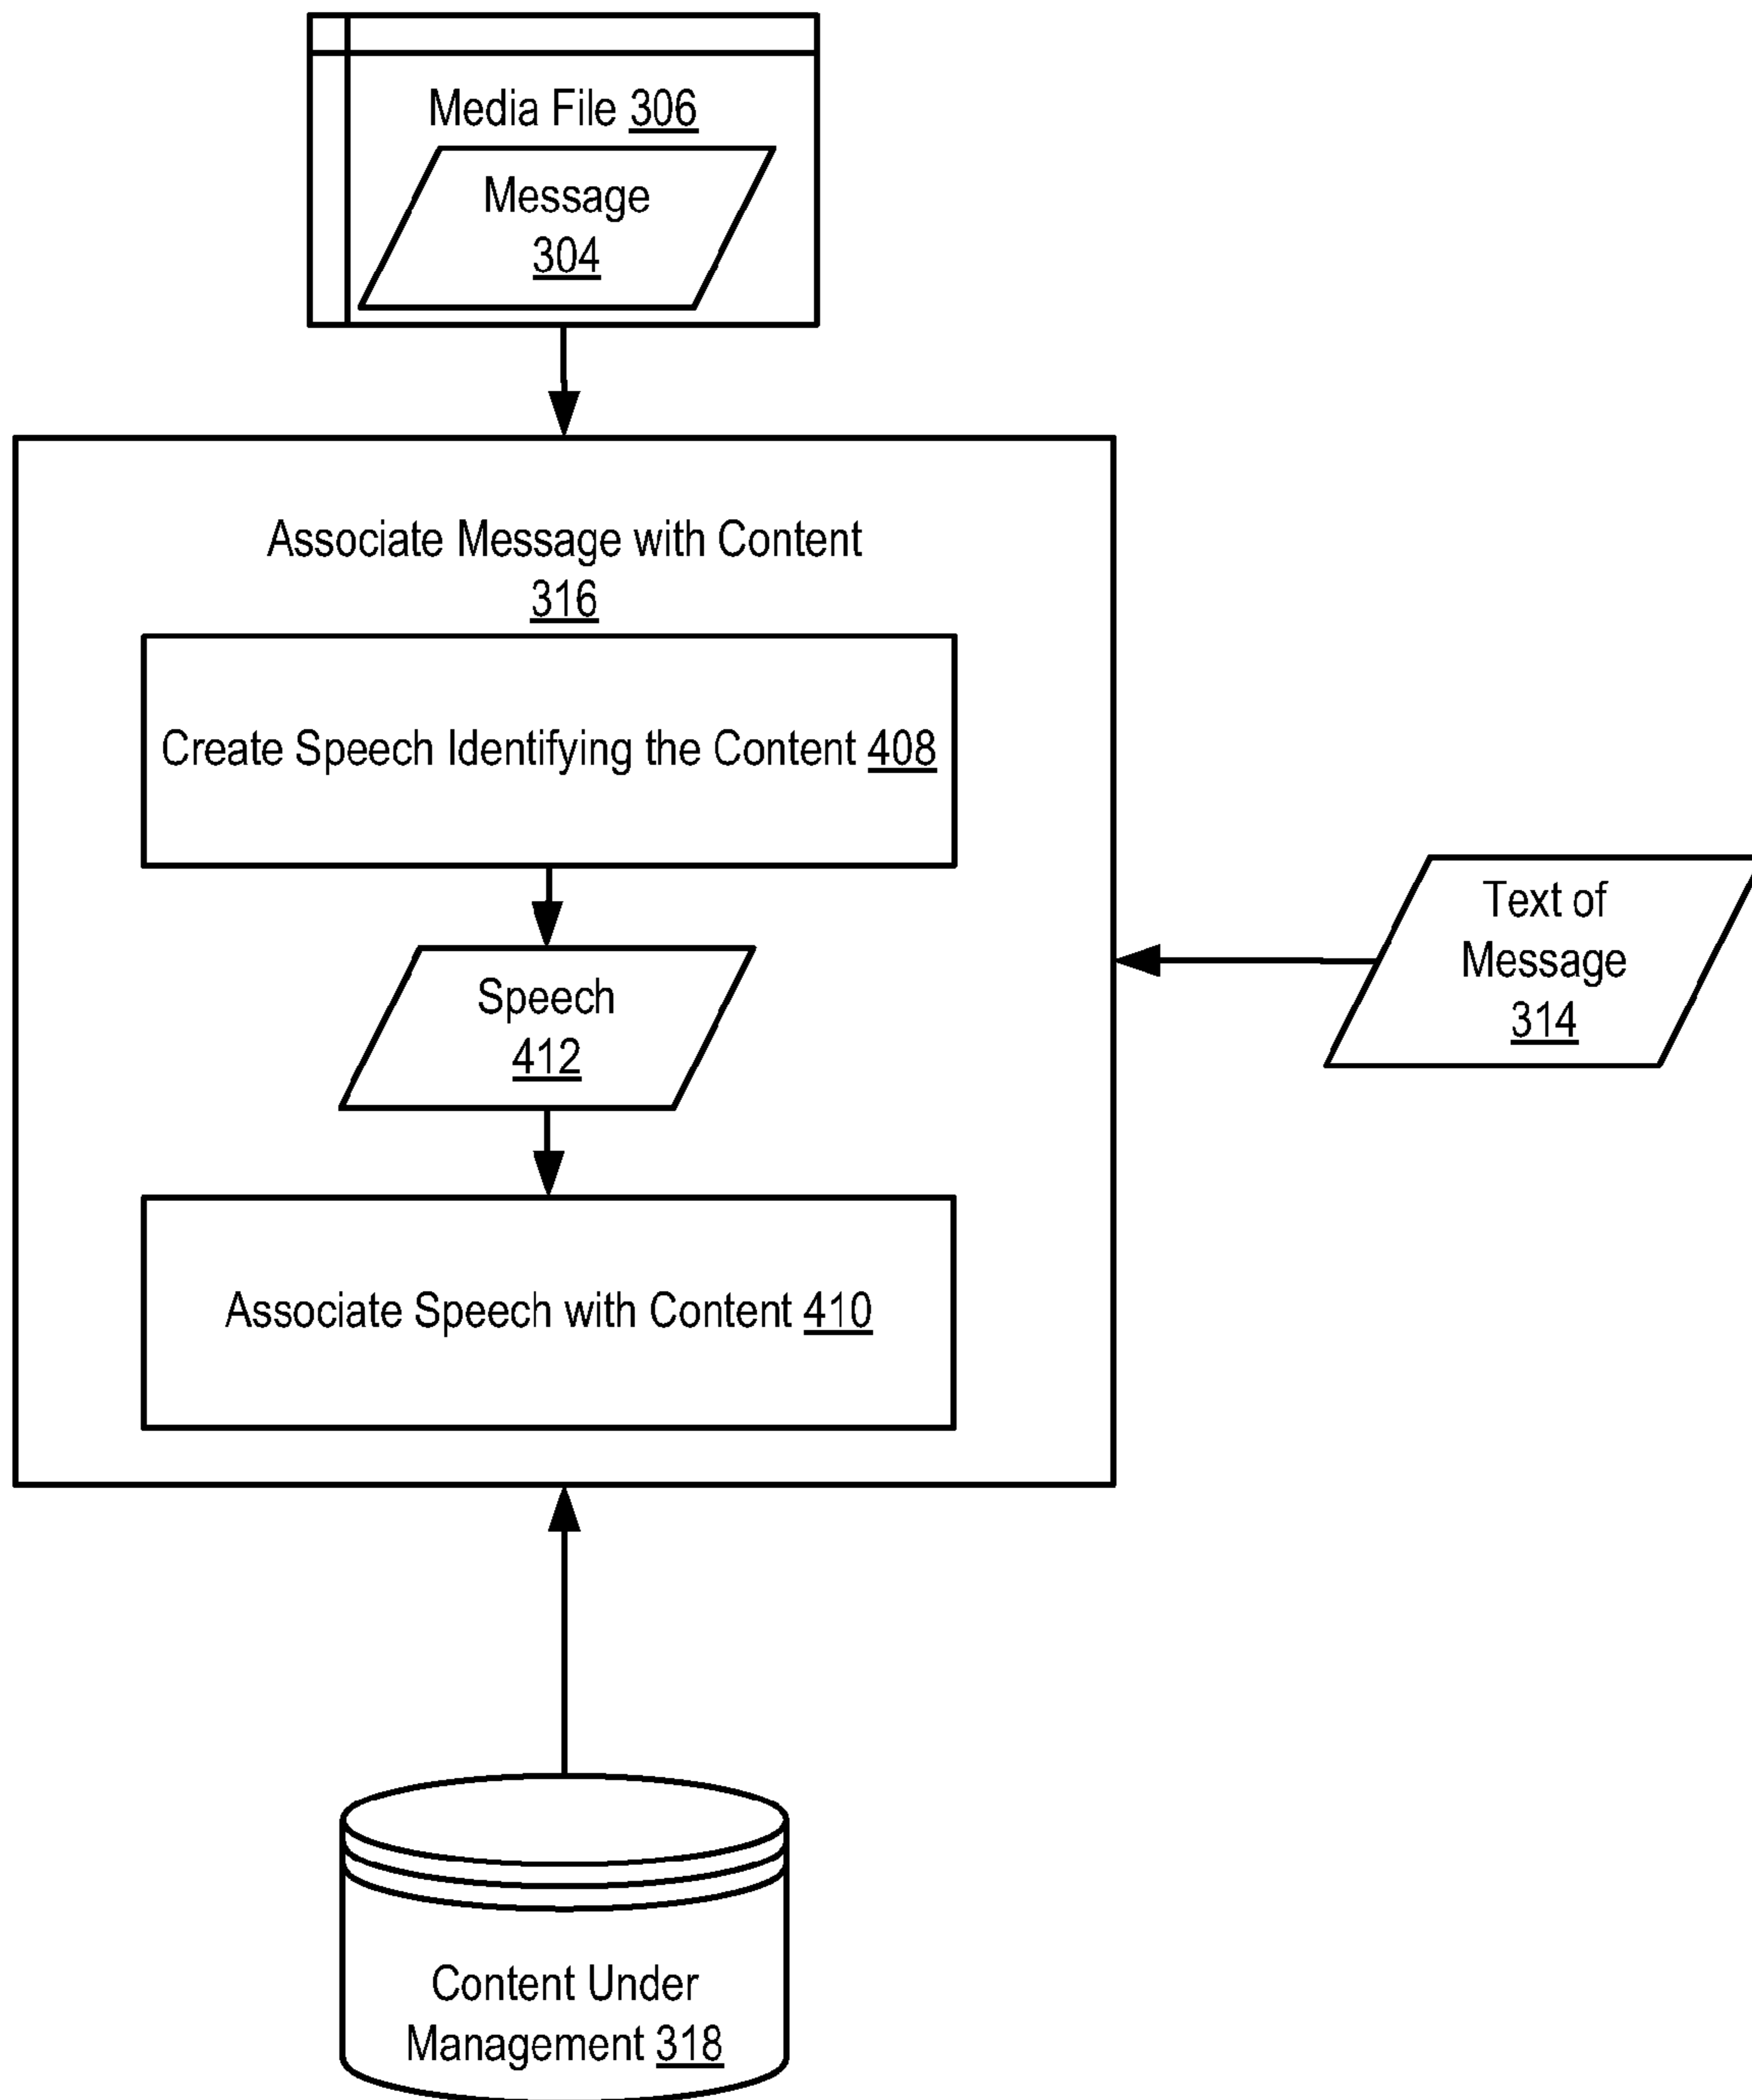 Media File 306
Message
304
Associate Message with Content
316
Create Speech Identifying the Content 408
Speech
412
Text of
Message
314
Associate Speech with Content 410
Content Under
Management 318